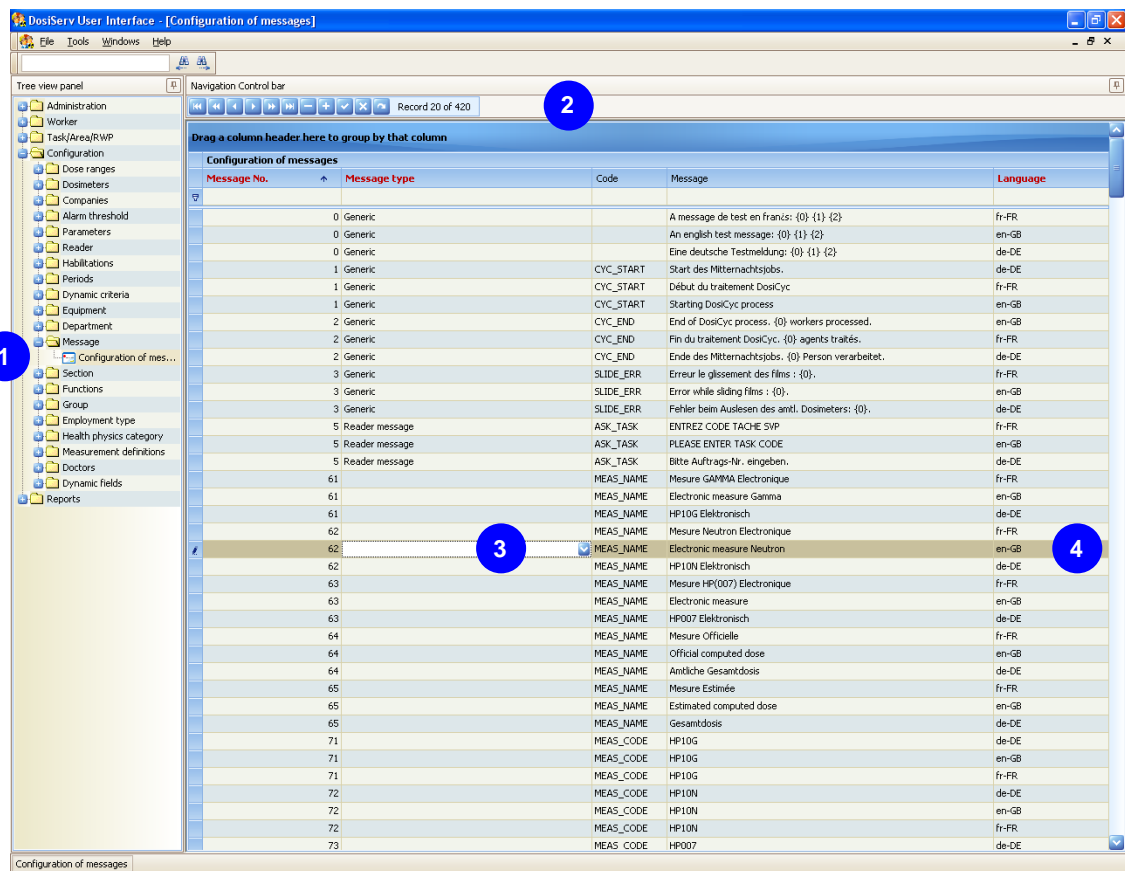 DosiServ User Interface - [Configuration of messages]
File Tools Windows Help
Tree view panel
Administration
Worker
Task/Area/RWP
Configuration
Dose ranges
Dosimeters
Companies
Alarm threshold
Parameters
Reader
Habilitations
Periods
Dynamic criteria
Equipment
Department
Message
Configuration of mes...
Section
Functions
Group
Employment type
Health physics category
Measurement definitions
Doctors
Dynamic fields
Reports
1
Navigation Control bar
Record 20 of 420
2
Drag a column header here to group by that column
Configuration of messages
Message No. Message type Code Message Language
0 Generic A message de test en franćs: {0} {1} {2} fr-FR
0 Generic An english test message: {0} {1} {2} en-GB
0 Generic Eine deutsche Testmeldung: {0} {1} {2} de-DE
1 Generic CYC_START Start des Mitternachtsjobs. de-DE
1 Generic CYC_START Début du traitement DosiCyc fr-FR
1 Generic CYC_START Starting DosiCyc process en-GB
2 Generic CYC_END End of DosiCyc process. {0} workers processed. en-GB
2 Generic CYC_END Fin du traitement DosiCyc. {0} agents traités. fr-FR
2 Generic CYC_END Ende des Mitternachtsjobs. {0} Person verarbeitet. de-DE
3 Generic SLIDE_ERR Erreur le glissement des films : {0}. fr-FR
3 Generic SLIDE_ERR Error while sliding films : {0}. en-GB
3 Generic SLIDE_ERR Fehler beim Auslesen des amtl. Dosimeters: {0}. de-DE
5 Reader message ASK_TASK ENTREZ CODE TACHE SVP fr-FR
5 Reader message ASK_TASK PLEASE ENTER TASK CODE en-GB
5 Reader message ASK_TASK Bitte Auftrags-Nr. eingeben. de-DE
61 MEAS_NAME Mesure GAMMA Electronique fr-FR
61 MEAS_NAME Electronic measure Gamma en-GB
61 MEAS_NAME HP10G Elektronisch de-DE
62 MEAS_NAME Mesure Neutron Electronique fr-FR
62 3 MEAS_NAME Electronic measure Neutron en-GB 4
62 MEAS_NAME HP10N Elektronisch de-DE
63 MEAS_NAME Mesure HP(007) Electronique fr-FR
63 MEAS_NAME Electronic measure en-GB
63 MEAS_NAME HP007 Elektronisch de-DE
64 MEAS_NAME Mesure Officielle fr-FR
64 MEAS_NAME Official computed dose en-GB
64 MEAS_NAME Amtliche Gesamtdosis de-DE
65 MEAS_NAME Mesure Estimée fr-FR
65 MEAS_NAME Estimated computed dose en-GB
65 MEAS_NAME Gesamtdosis de-DE
71 MEAS_CODE HP10G de-DE
71 MEAS_CODE HP10G en-GB
71 MEAS_CODE HP10G fr-FR
72 MEAS_CODE HP10N de-DE
72 MEAS_CODE HP10N en-GB
72 MEAS_CODE HP10N fr-FR
73 MEAS_CODE HP007 de-DE
Configuration of messages